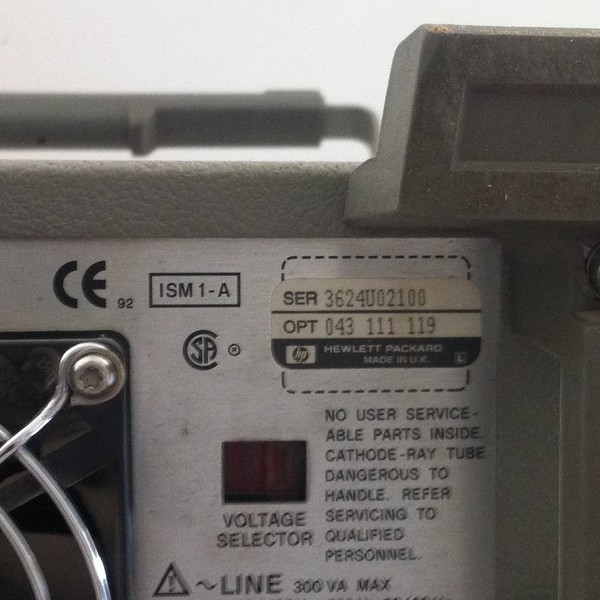 CE 92
ISM 1-A
SER 3624U02100
OPT 043 111 119
hp HEWLETT PACKARD
MADE IN U.K. L
NO USER SERVICE-
ABLE PARTS INSIDE.
CATHODE-RAY TUBE
DANGEROUS TO
HANDLE. REFER
SERVICING TO
QUALIFIED
PERSONNEL.
VOLTAGE
SELECTOR
~LINE 300 VA MAX